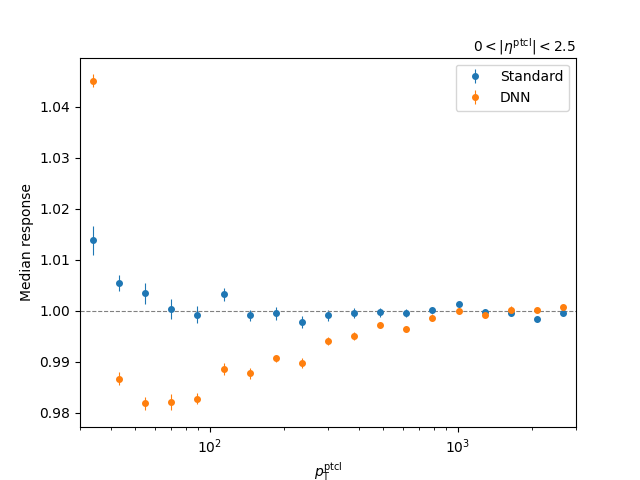 0 < |η^ptcl| < 2.5
Standard
DNN
Median response
1.04
1.03
1.02
1.01
1.00
0.99
0.98
10^2
10^3
p_T^ptcl